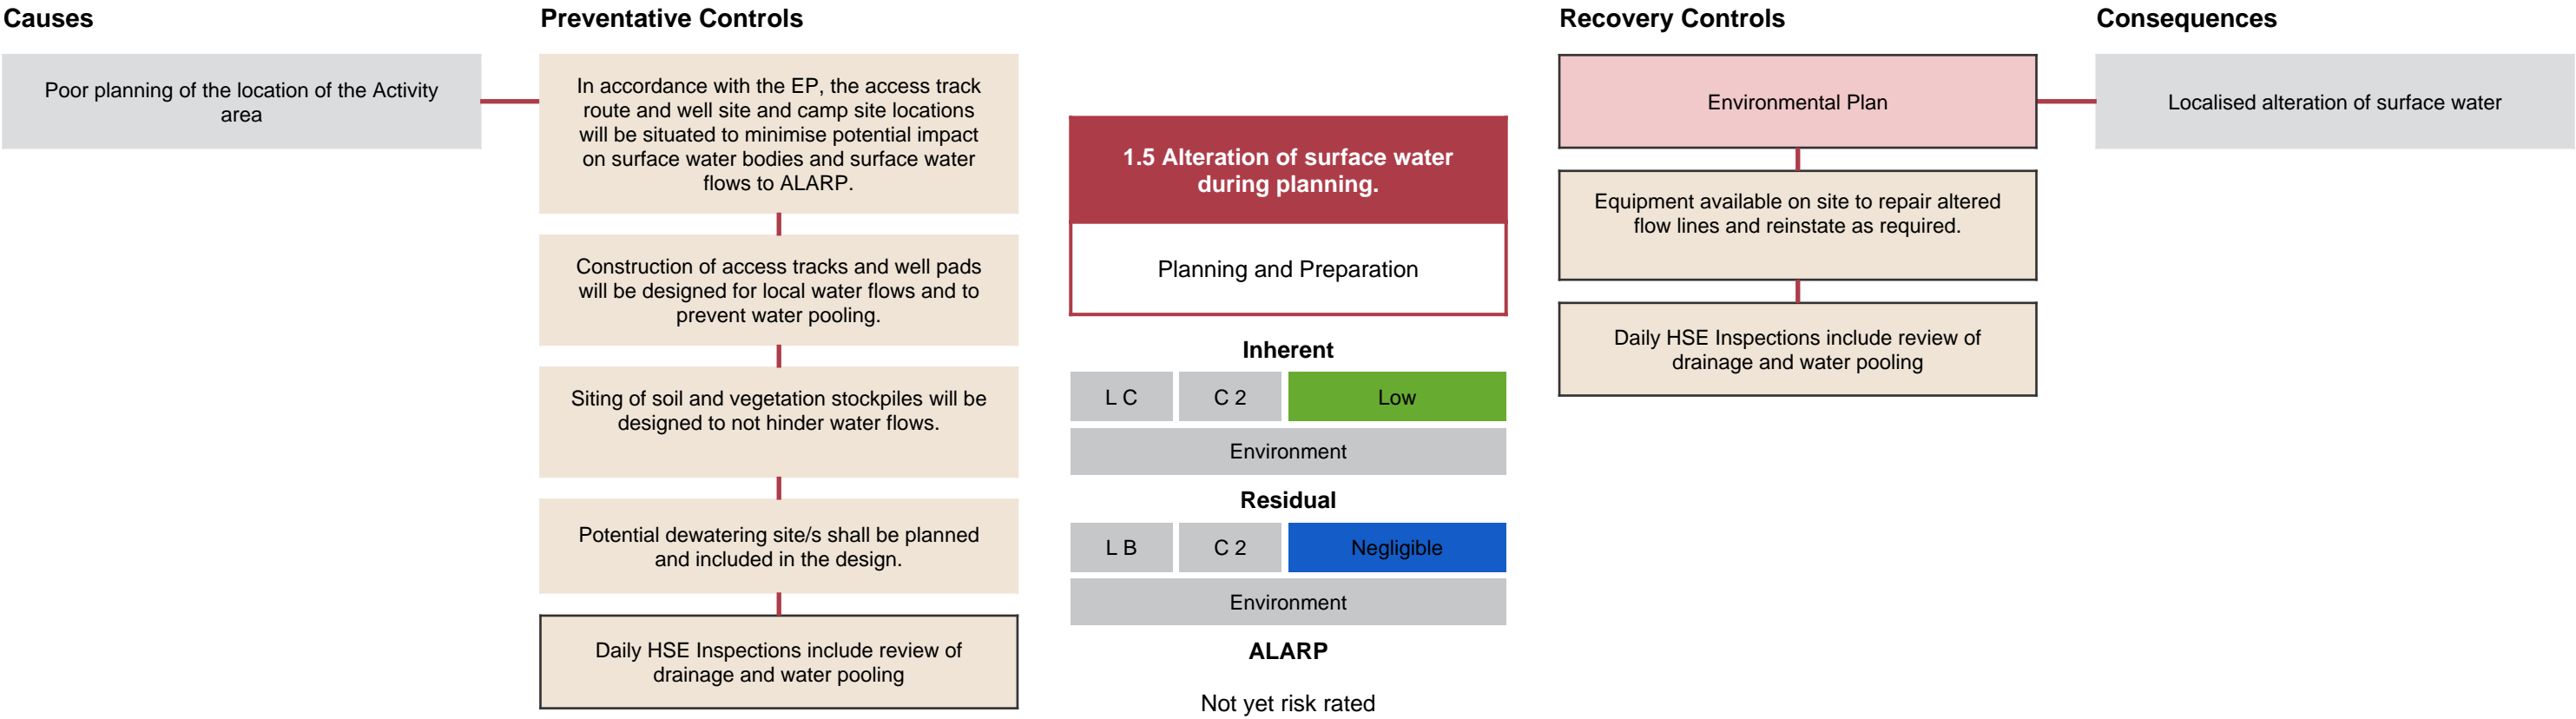 Causes
Poor planning of the location of the Activity
area
Preventative Controls
In accordance with the EP, the access track
route and well site and camp site locations
will be situated to minimise potential impact
on surface water bodies and surface water
flows to ALARP.
Construction of access tracks and well pads
will be designed for local water flows and to
prevent water pooling.
Siting of soil and vegetation stockpiles will be
designed to not hinder water flows.
Potential dewatering site/s shall be planned
and included in the design.
Daily HSE Inspections include review of
drainage and water pooling
1.5 Alteration of surface water
during planning.
Planning and Preparation
Inherent
L C
C 2
Low
Environment
Residual
L B
C 2
Negligible
Environment
ALARP
Not yet risk rated
Recovery Controls
Environmental Plan
Equipment available on site to repair altered
flow lines and reinstate as required.
Daily HSE Inspections include review of
drainage and water pooling
Consequences
Localised alteration of surface water